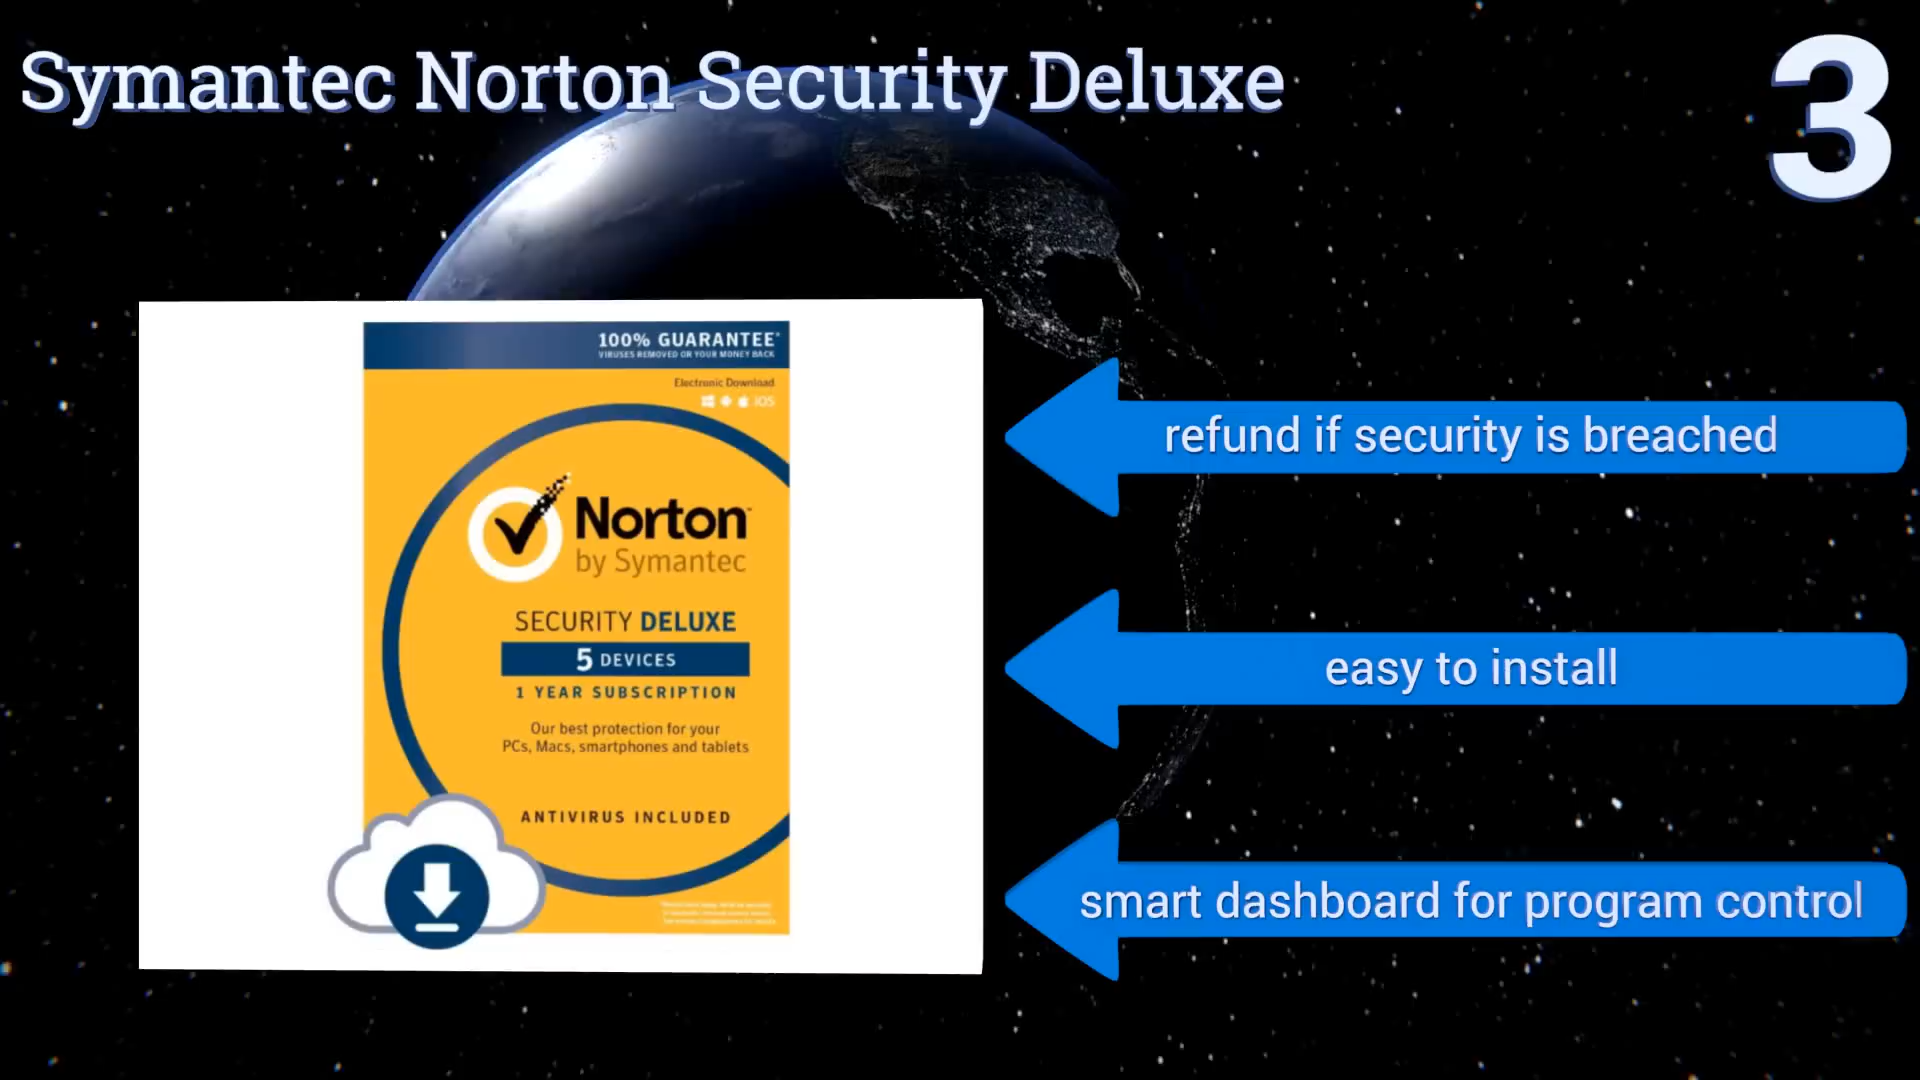 Symantec Norton Security Deluxe
3
100% GUARANTEE*
VIRUSES REMOVED OR YOUR MONEY BACK
Electronic Download
iOS
Norton
by Symantec
SECURITY DELUXE
5 DEVICES
1 YEAR SUBSCRIPTION
Our best protection for your
PCs, Macs, smartphones and tablets
ANTIVIRUS INCLUDED
refund if security is breached
easy to install
smart dashboard for program control